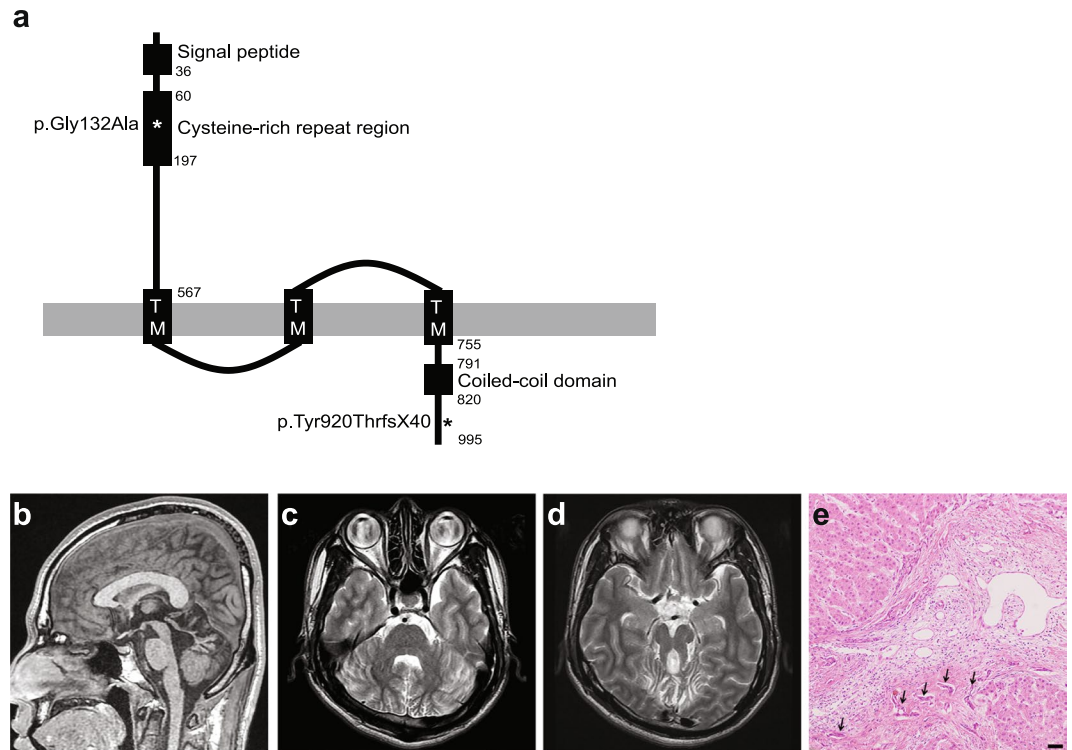 a
Signal peptide
36
60
p.Gly132Ala
*
Cysteine-rich repeat region
197
567
T
M
T
M
T
M
755
791
Coiled-coil domain
820
p.Tyr920ThrfsX40
*
995
b
c
d
e